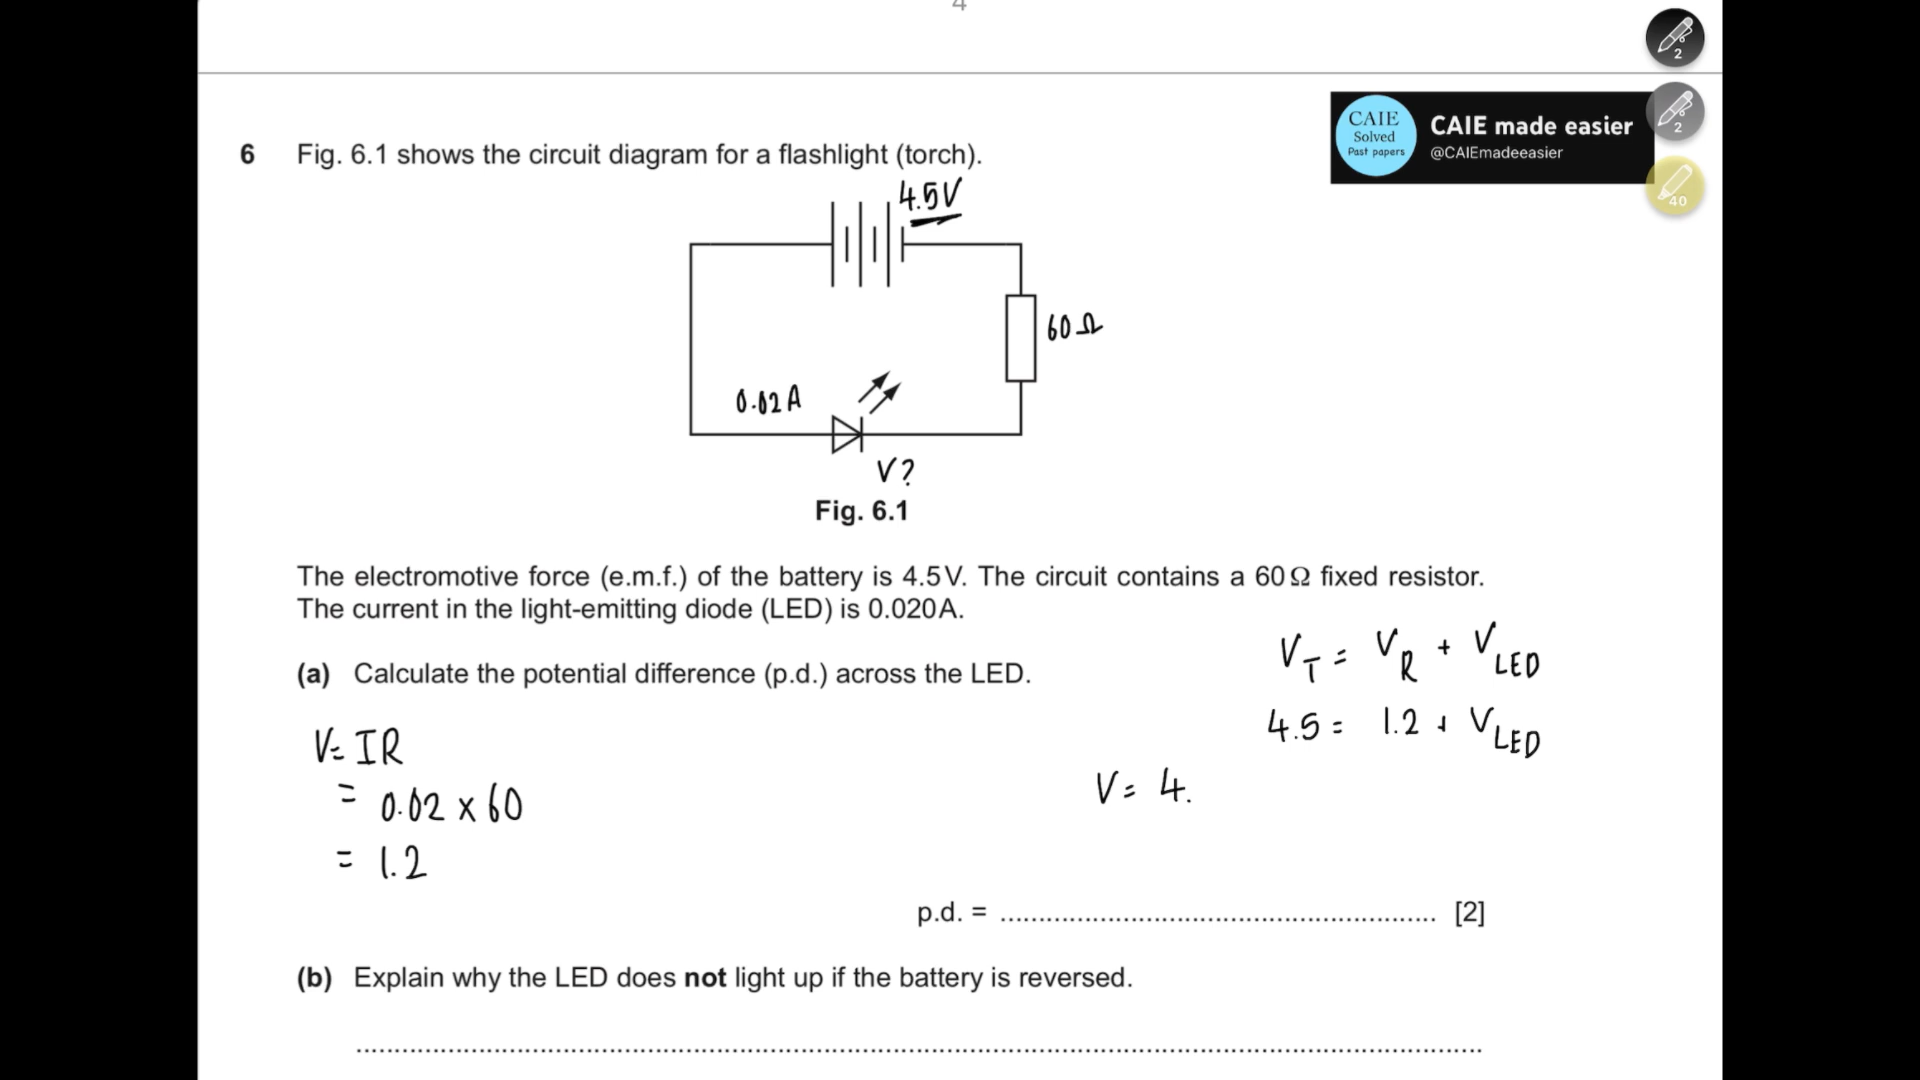 4
2
CAIE
Solved
Past papers
CAIE made easier
@CAIEmadeeasier
2
40
6 Fig. 6.1 shows the circuit diagram for a flashlight (torch).
4.5V
60Ω
0.02A
V?
Fig. 6.1
The electromotive force (e.m.f.) of the battery is 4.5V. The circuit contains a 60Ω fixed resistor.
The current in the light-emitting diode (LED) is 0.020A.
(a) Calculate the potential difference (p.d.) across the LED.
V_T = V_R + V_LED
4.5 = 1.2 + V_LED
V = IR
= 0.02 x 60
= 1.2
V = 4.
p.d. = ........................................................ [2]
(b) Explain why the LED does not light up if the battery is reversed.
....................................................................................................................................................